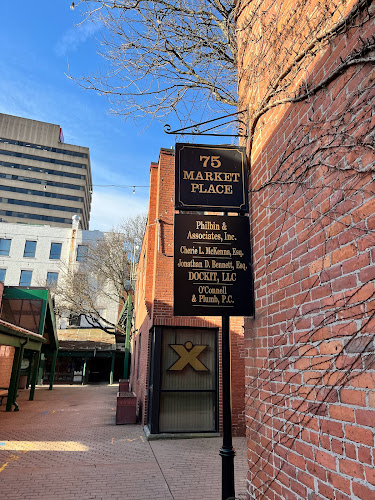 75
MARKET
PLACE
Philbin &
Associates, Inc.
Cherie L. McKenna, Esq.
Jonathan D. Bennett, Esq.
DOCKIT, LLC
O'Connell
& Plumb, P.C.